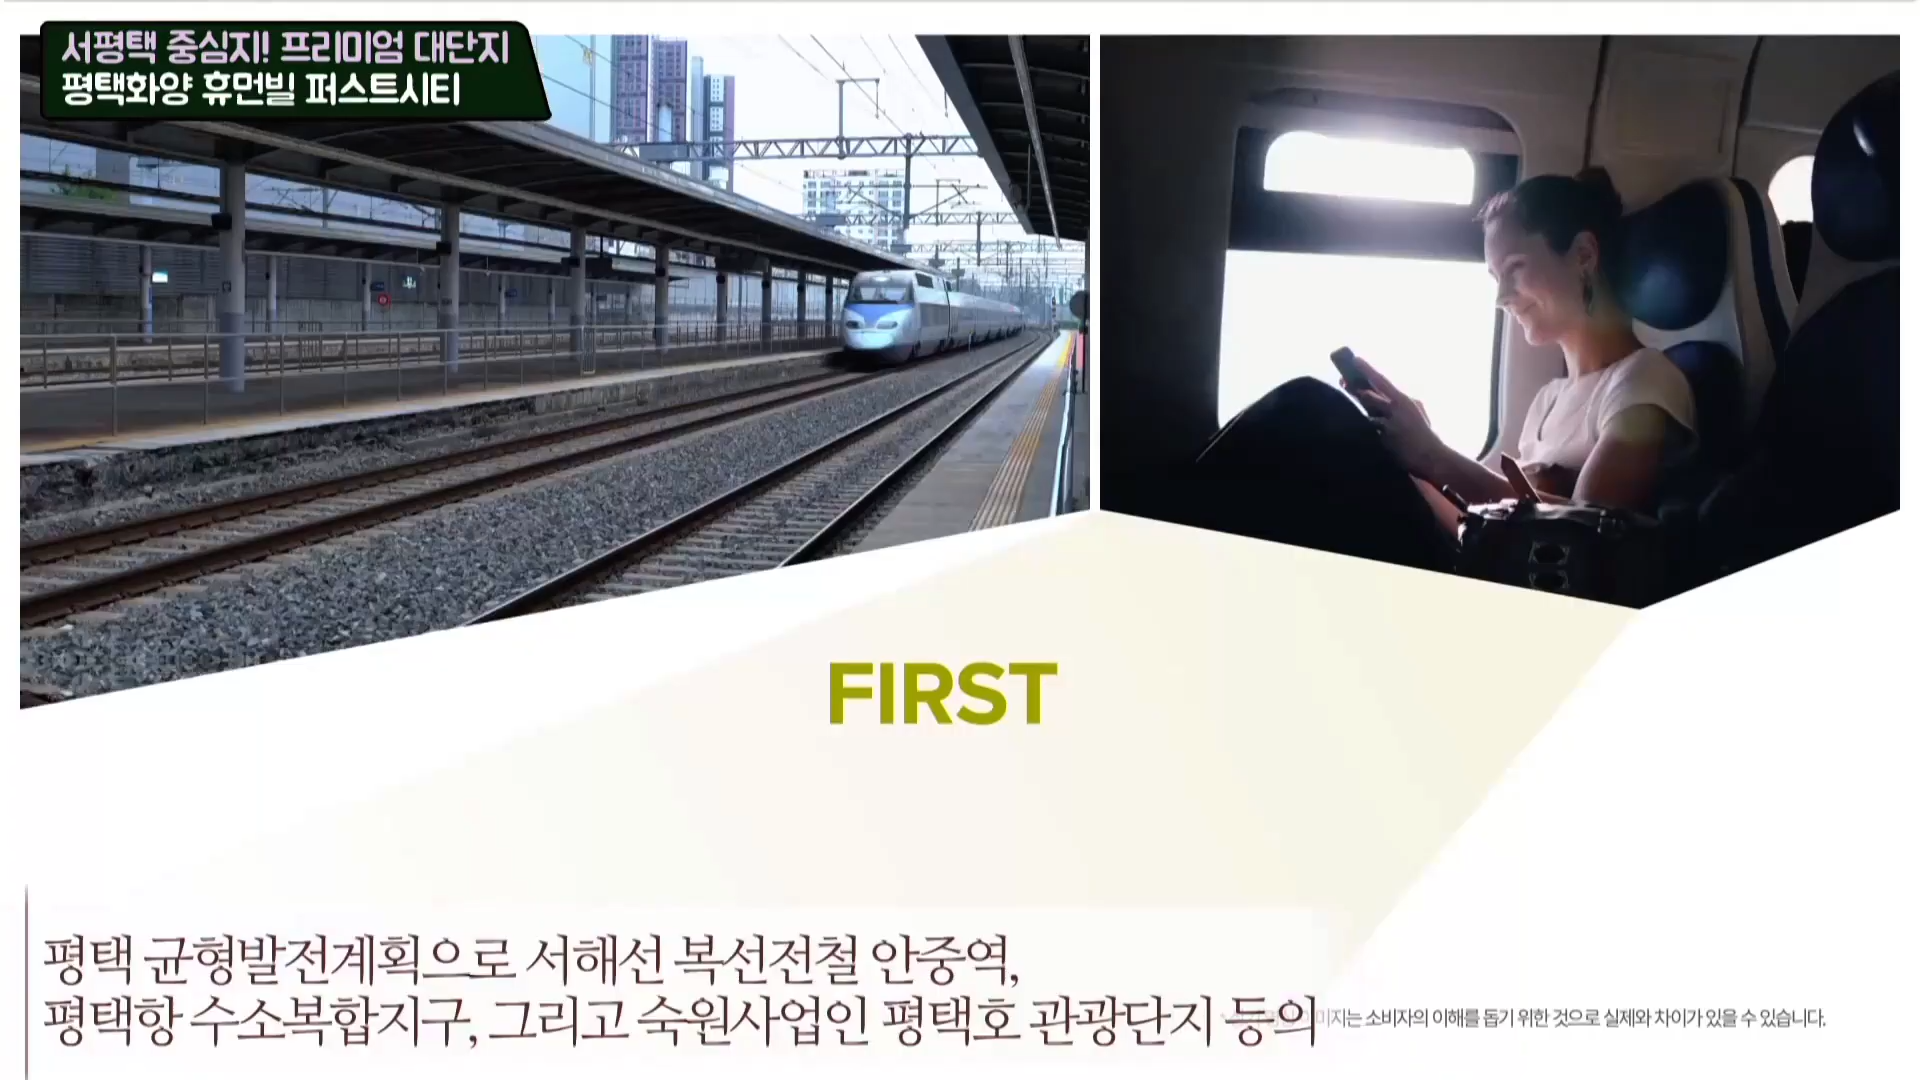 서평택 중심지! 프리미엄 대단지
평택화양 휴먼빌 퍼스트시티
FIRST
평택 균형발전계획으로 서해선 복선전철 안중역,
평택항 수소복합지구, 그리고 숙원사업인 평택호 관광단지 등의
소비자의 이해를 돕기 위한 것으로 실제와 차이가 있을 수 있습니다.